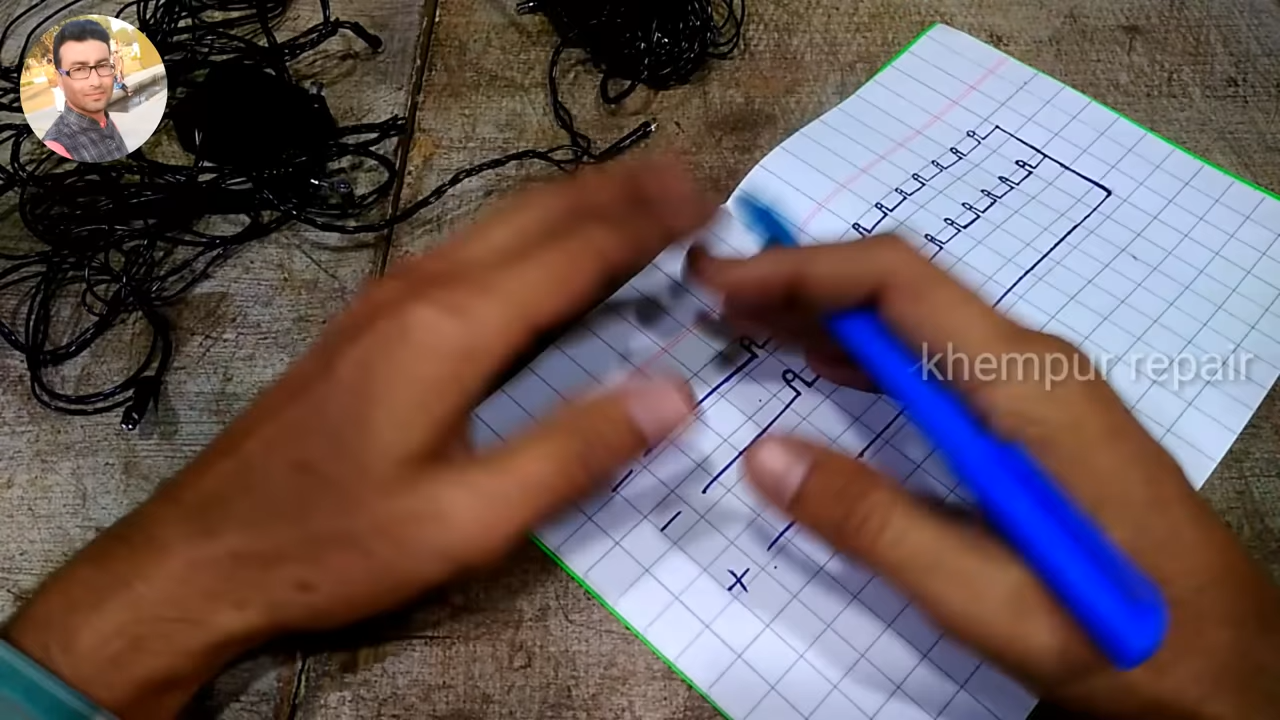 khempur repair
-
-
+